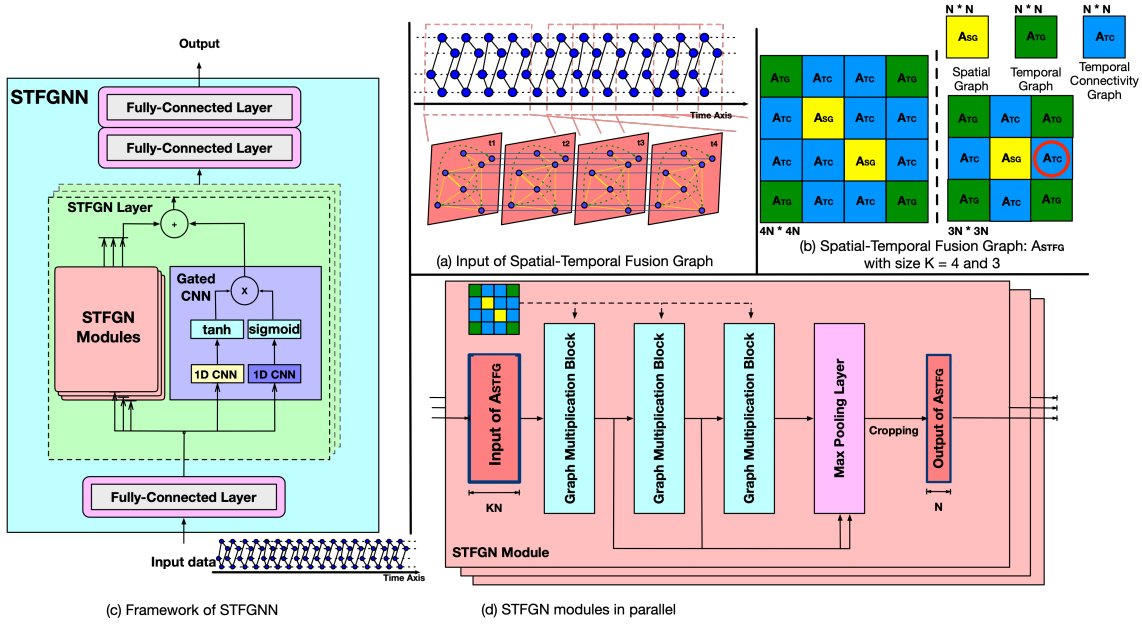 Output
STFGNN
Fully-Connected Layer
Fully-Connected Layer
STFGN Layer
+
STFGN
Modules
Gated
CNN
x
tanh
sigmoid
1D CNN
1D CNN
Fully-Connected Layer
Input data
Time Axis
(c) Framework of STFGNN
Time Axis
t1
t2
t3
t4
(a) Input of Spatial-Temporal Fusion Graph
N * N
N * N
N * N
ASG
ATG
ATC
Spatial
Graph
Temporal
Graph
Temporal
Connectivity
Graph
ATG ATC ATC ATG
ATC ASG ATC ATC
ATC ATC ASG ATC
ATG ATC ATC ATG
4N * 4N
ATG ATC ATG
ATC ASG ATC
ATG ATC ATG
3N * 3N
(b) Spatial-Temporal Fusion Graph: ASTFG
with size K = 4 and 3
Input of ASTFG
KN
Graph Multiplication Block
Graph Multiplication Block
Graph Multiplication Block
Max Pooling Layer
Cropping
Output of ASTFG
N
STFGN Module
(d) STFGN modules in parallel